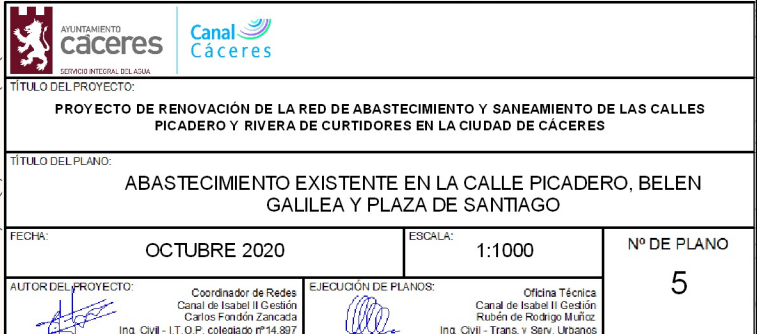 AYUNTAMIENTO
cáceres
SERVICIO INTEGRAL DEL AGUA
Canal
Cáceres
TÍTULO DEL PROYECTO:
PROYECTO DE RENOVACIÓN DE LA RED DE ABASTECIMIENTO Y SANEAMIENTO DE LAS CALLES
PICADERO Y RIVERA DE CURTIDORES EN LA CIUDAD DE CÁCERES
TÍTULO DEL PLANO:
ABASTECIMIENTO EXISTENTE EN LA CALLE PICADERO, BELEN
GALILEA Y PLAZA DE SANTIAGO
FECHA:
OCTUBRE 2020
ESCALA:
1:1000
Nº DE PLANO
5
AUTOR DEL PROYECTO:
Coordinador de Redes
Canal de Isabel II Gestión
Carlos Fondón Zancada
Ing. Civil - I.T.O.P. colegiado nº14.897
EJECUCIÓN DE PLANOS:
Oficina Técnica
Canal de Isabel II Gestión
Rubén de Rodrigo Muñoz
Ing. Civil - Trans. y Serv. Urbanos